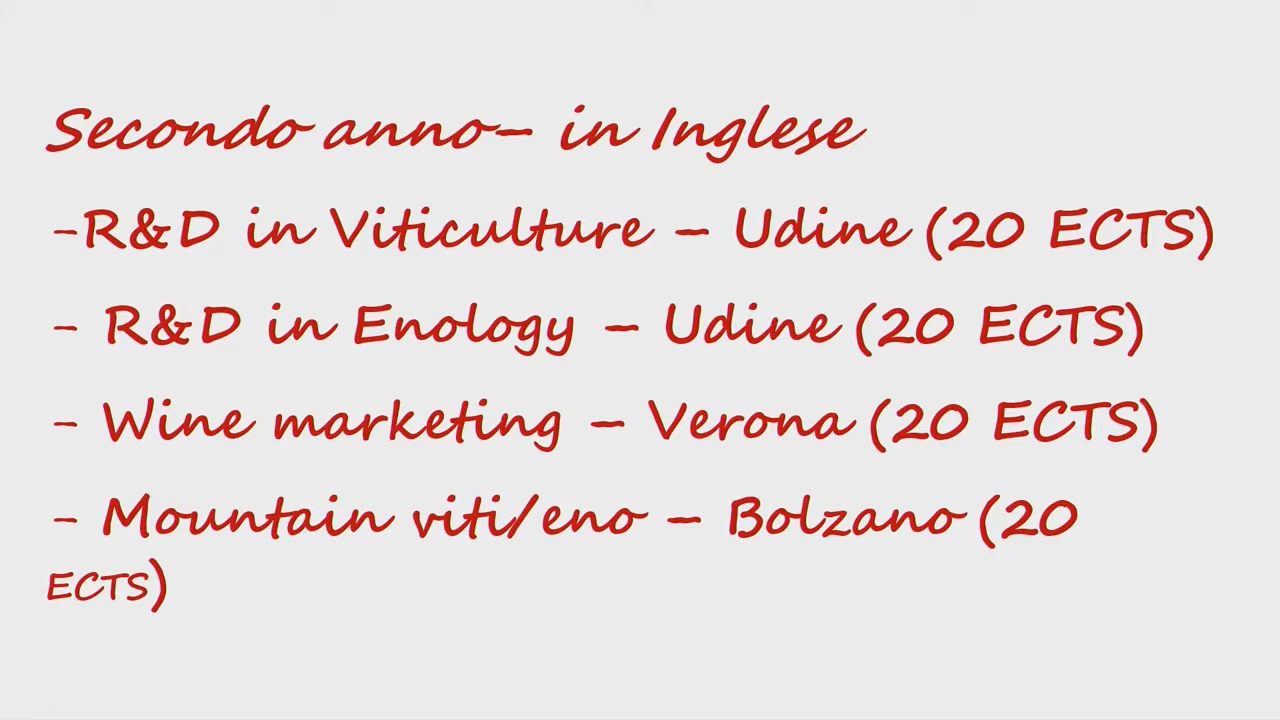 Secondo anno– in Inglese
-R&D in Viticulture – Udine (20 ECTS)
- R&D in Enology – Udine (20 ECTS)
- Wine marketing – Verona (20 ECTS)
- Mountain viti/eno – Bolzano (20
ECTS)